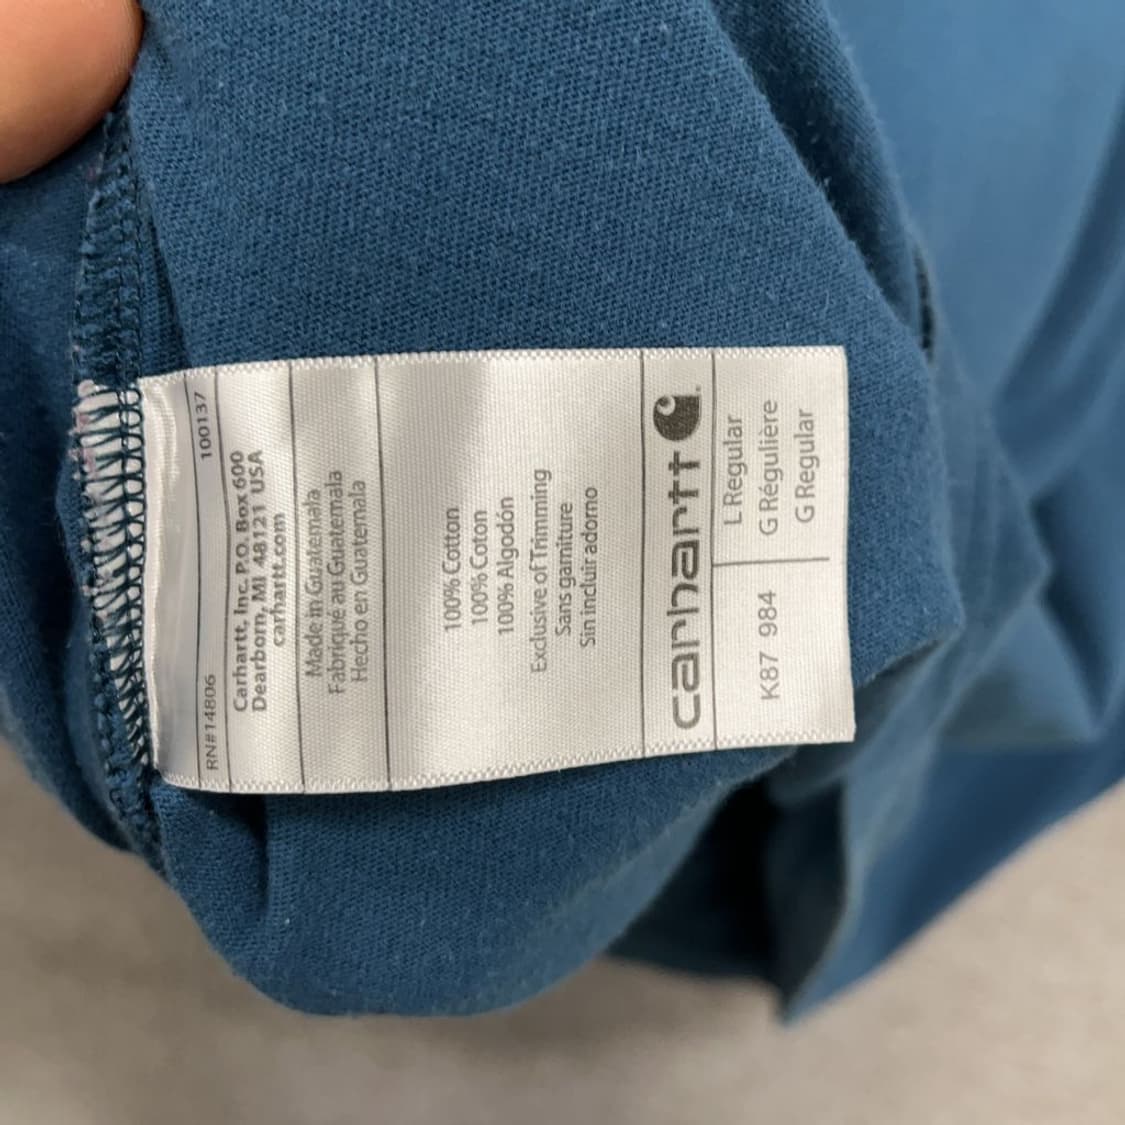 RN#14806 100137
Carhartt, Inc. P.O. Box 600
Dearborn, MI 48121 USA
carhartt.com
Made in Guatemala
Fabriqué au Guatemala
Hecho en Guatemala
100% Cotton
100% Coton
100% Algodón
Exclusive of Trimming
Sans garniture
Sin incluir adorno
carhartt
K87 984
L Regular
G Régulière
G Regular